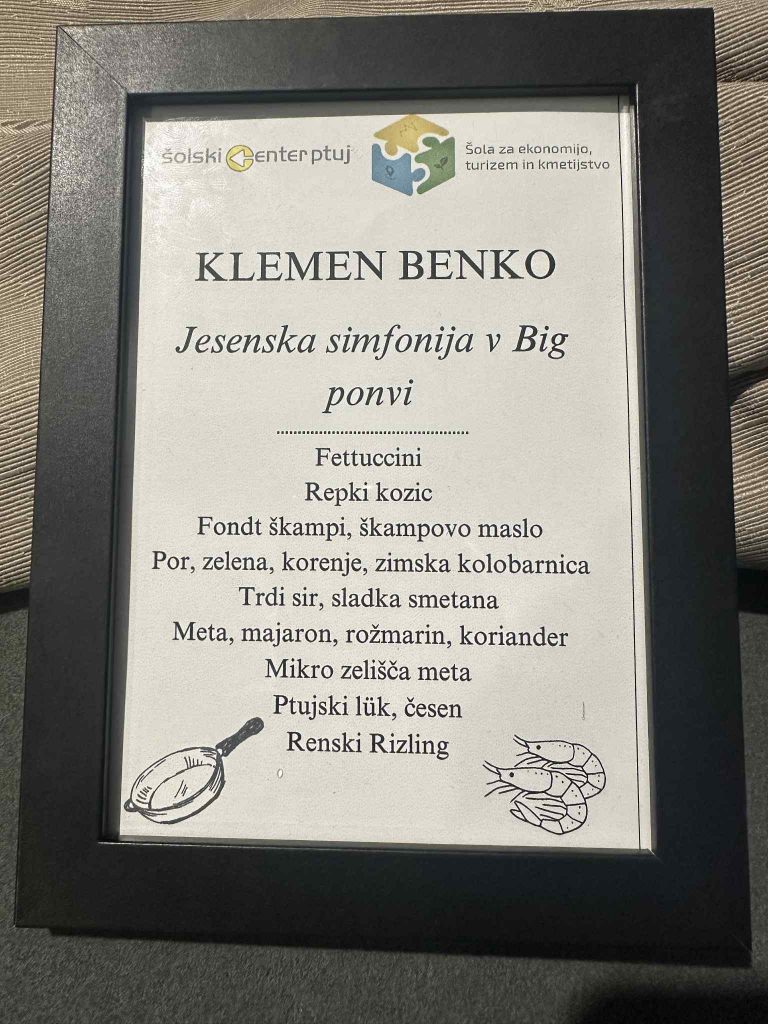 šolski center ptuj
Šola za ekonomijo,
turizem in kmetijstvo
KLEMEN BENKO
Jesenska simfonija v Big
ponvi
Fettuccini
Repki kozic
Fondt škampi, škampovo maslo
Por, zelena, korenje, zimska kolobarnica
Trdi sir, sladka smetana
Meta, majaron, rožmarin, koriander
Mikro zelišča meta
Ptujski lük, česen
Renski Rizling